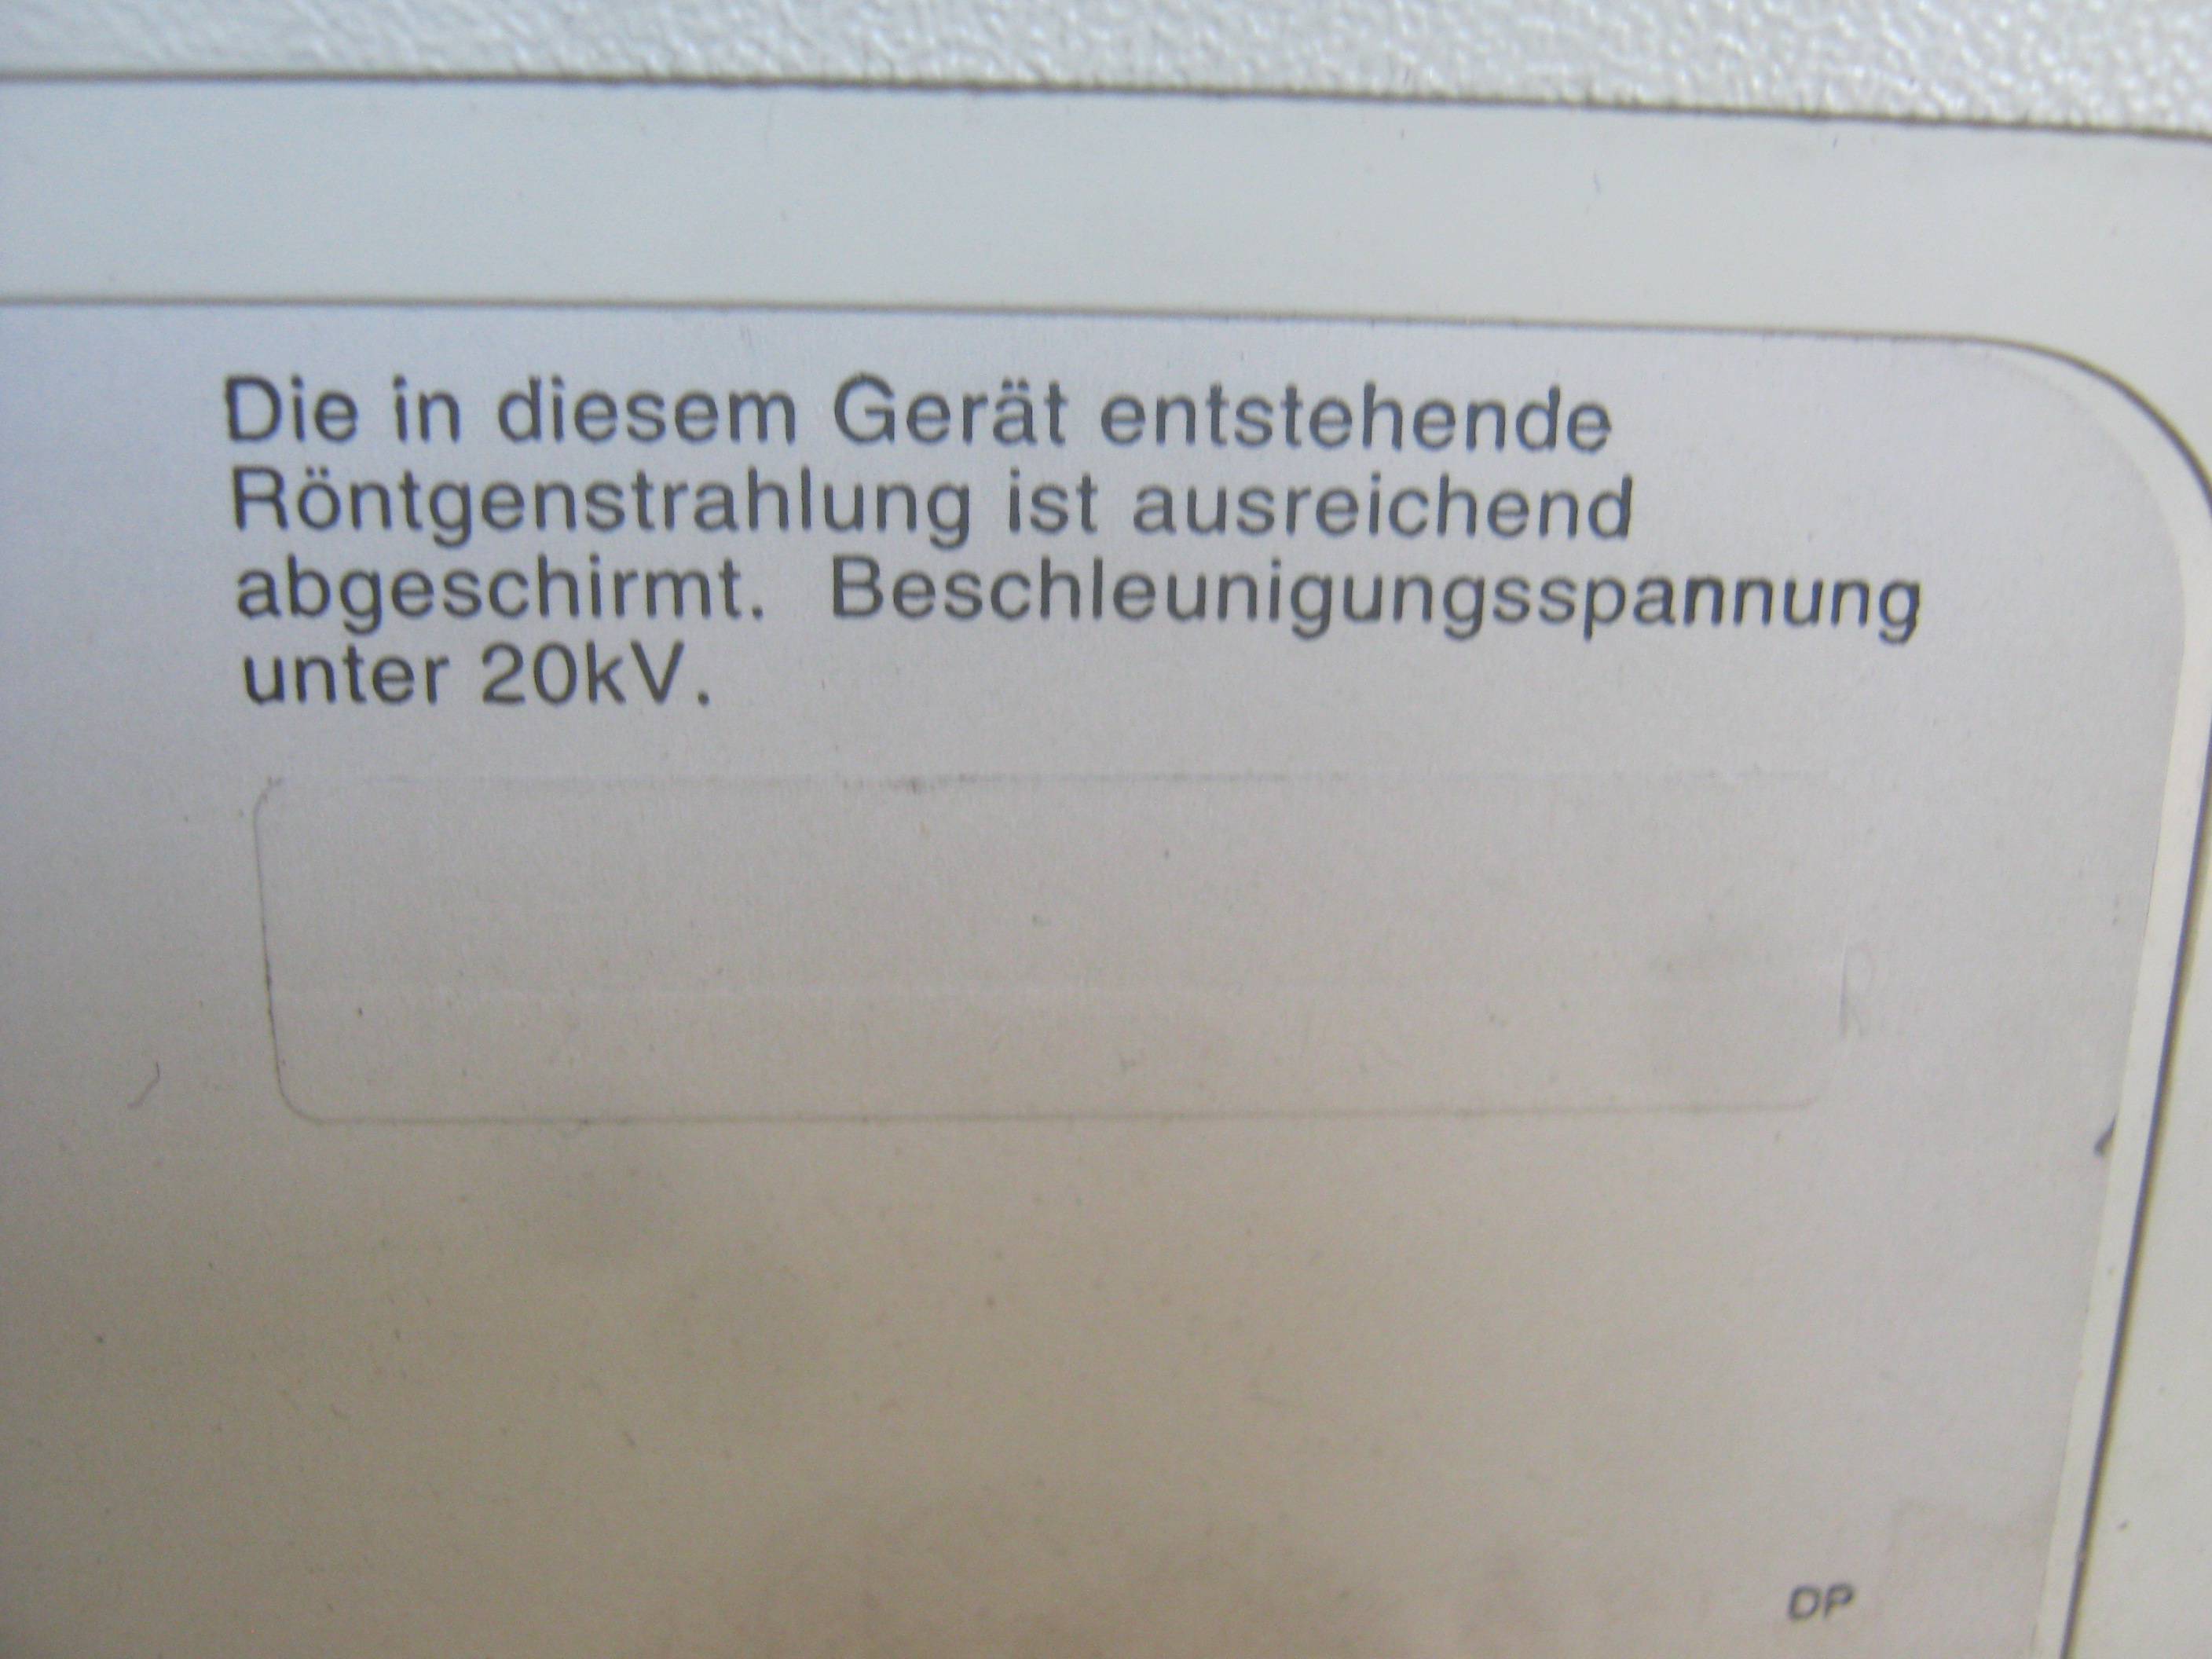 Die in diesem Gerät entstehende
Röntgenstrahlung ist ausreichend
abgeschirmt. Beschleunigungsspannung
unter 20kV.
DP